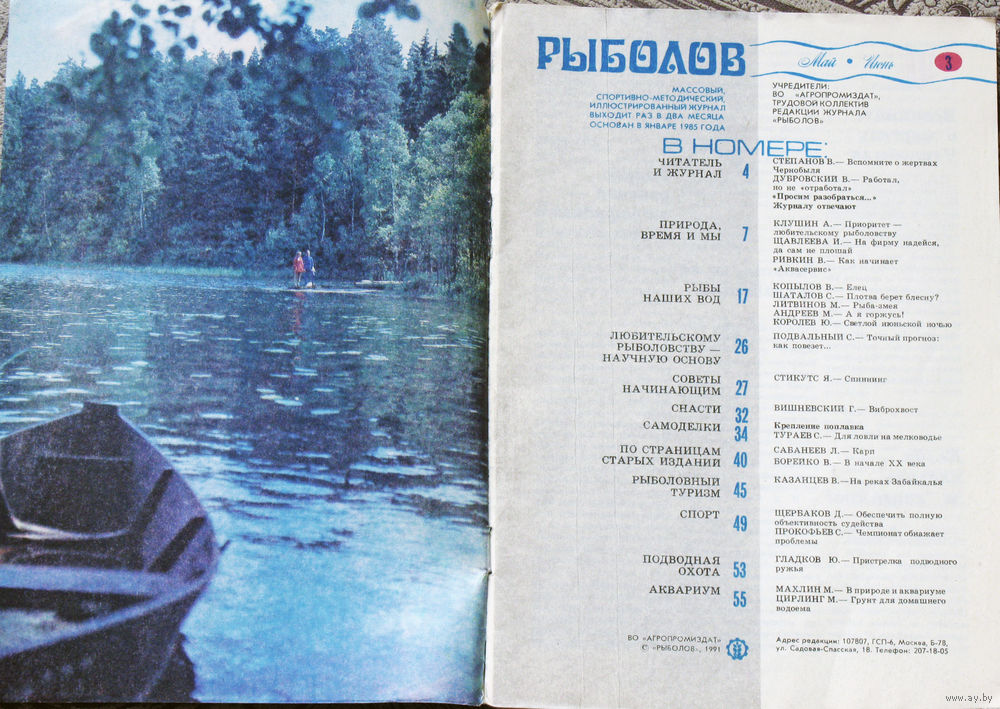 РЫБОЛОВ
Май • Июнь 3
МАССОВЫЙ,
СПОРТИВНО-МЕТОДИЧЕСКИЙ,
ИЛЛЮСТРИРОВАННЫЙ ЖУРНАЛ
ВЫХОДИТ РАЗ В ДВА МЕСЯЦА
ОСНОВАН В ЯНВАРЕ 1985 ГОДА
УЧРЕДИТЕЛИ:
ВО «АГРОПРОМИЗДАТ»,
ТРУДОВОЙ КОЛЛЕКТИВ
РЕДАКЦИИ ЖУРНАЛА
«РЫБОЛОВ»
В НОМЕРЕ:
ЧИТАТЕЛЬ
И ЖУРНАЛ 4
СТЕПАНОВ В.— Вспомните о жертвах
Чернобыля
ДУБРОВСКИЙ В.— Работал,
но не «отработал»
«Просим разобраться...»
Журналу отвечают
ПРИРОДА,
ВРЕМЯ И МЫ 7
КЛУШИН А.— Приоритет —
любительскому рыболовству
ЩАВЛЕЕВА И.— На фирму надейся,
да сам не плошай
РИВКИН В.— Как начинает
«Аквасервис»
РЫБЫ
НАШИХ ВОД 17
КОПЫЛОВ В.— Елец
ШАТАЛОВ С.— Плотва берет блесну?
ЛИТВИНОВ М.— Рыба-змея
АНДРЕЕВ М.— А я горжусь!
КОРОЛЕВ Ю.— Светлой июньской ночью
ЛЮБИТЕЛЬСКОМУ
РЫБОЛОВСТВУ —
НАУЧНУЮ ОСНОВУ 26
ПОДВАЛЬНЫЙ С.— Точный прогноз:
как повезет...
СОВЕТЫ
НАЧИНАЮЩИМ 27
СТИКУТС Я.— Спиннинг
СНАСТИ 32
ВИШНЕВСКИЙ Г.— Виброхвост
САМОДЕЛКИ 34
Крепление поплавка
ТУРАЕВ С.— Для ловли на мелководье
ПО СТРАНИЦАМ
СТАРЫХ ИЗДАНИЙ 40
САБАНЕЕВ Л.— Карп
БОРЕЙКО В.— В начале XX века
РЫБОЛОВНЫЙ
ТУРИЗМ 45
КАЗАНЦЕВ В.— На реках Забайкалья
СПОРТ 49
ЩЕРБАКОВ Д.— Обеспечить полную
объективность судейства
ПРОКОФЬЕВ С.— Чемпионат обнажает
проблемы
ПОДВОДНАЯ
ОХОТА 53
ГЛАДКОВ Ю.— Пристрелка подводного
ружья
АКВАРИУМ 55
МАХЛИН М.— В природе и аквариуме
ЦИРЛИНГ М.— Грунт для домашнего
водоема
ВО «АГРОПРОМИЗДАТ»
© «РЫБОЛОВ», 1991
Адрес редакции: 107807, ГСП-6, Москва, Б-78,
ул. Садовая-Спасская, 18. Телефон: 207-18-05
www.ay.by